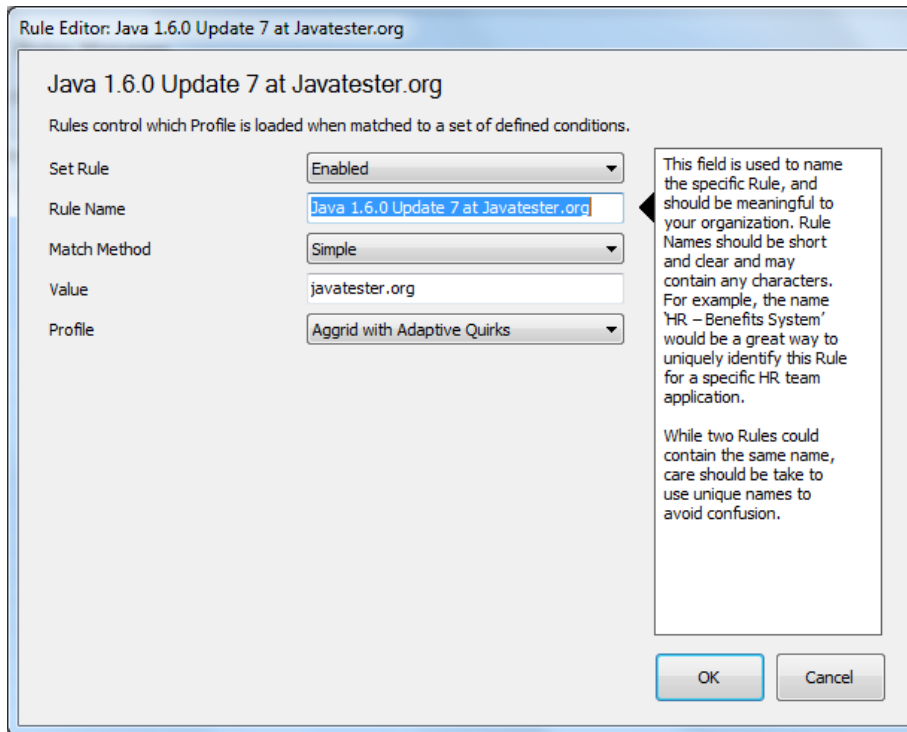 Rule Editor: Java 1.6.0 Update 7 at Javatester.org
Java 1.6.0 Update 7 at Javatester.org
Rules control which Profile is loaded when matched to a set of defined conditions.
Set Rule
Enabled
Rule Name
Java 1.6.0 Update 7 at Javatester.org
Match Method
Simple
Value
javatester.org
Profile
Aggrid with Adaptive Quirks
This field is used to name
the specific Rule, and
should be meaningful to
your organization. Rule
Names should be short
and clear and may
contain any characters.
For example, the name
‘HR – Benefits System’
would be a great way to
uniquely identify this Rule
for a specific HR team
application.
While two Rules could
contain the same name,
care should be take to
use unique names to
avoid confusion.
OK
Cancel